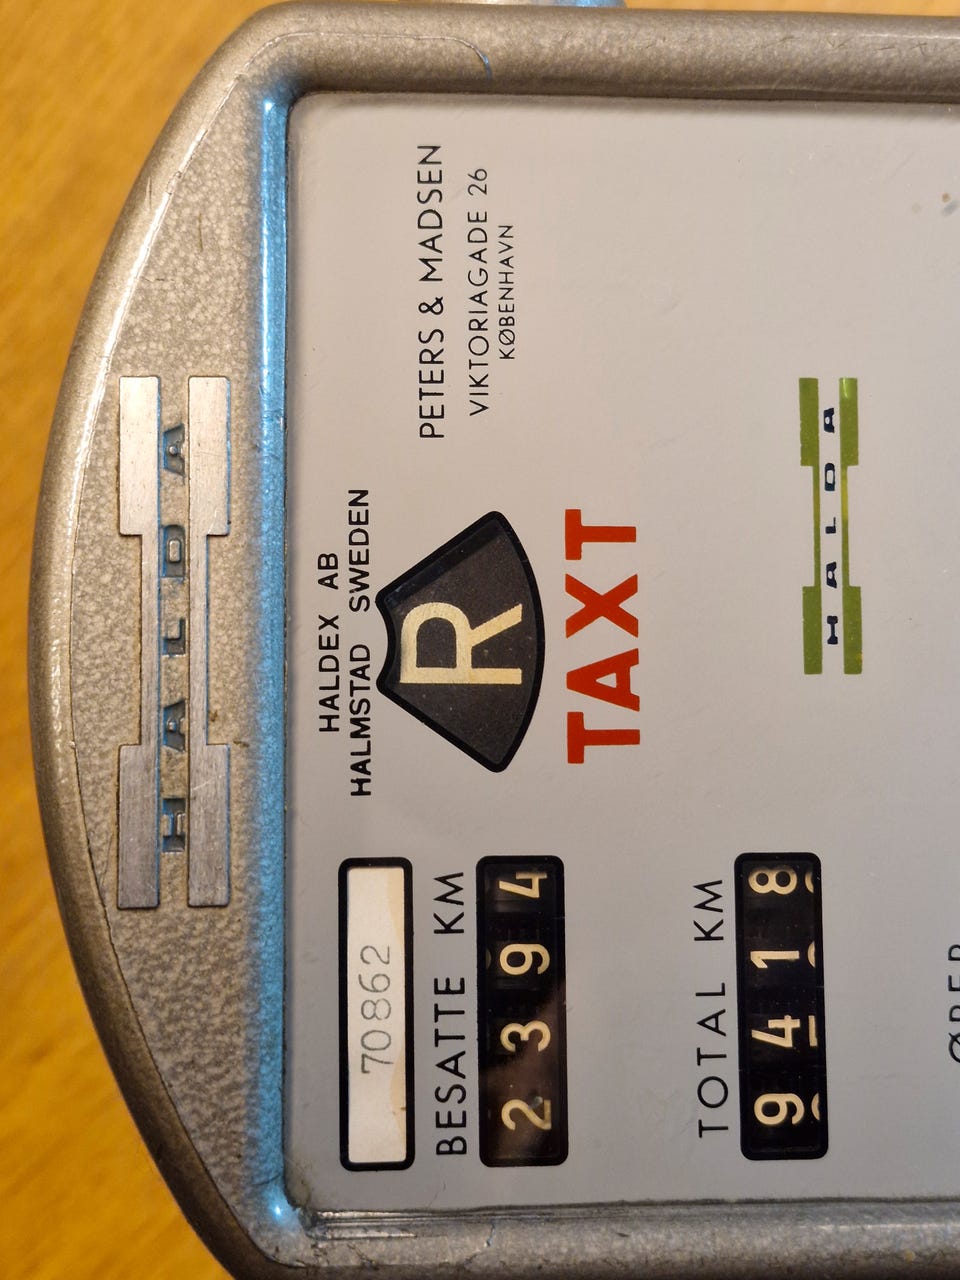 HALDA
HALDEX AB
HALMSTAD SWEDEN
70862
PETERS & MADSEN
VIKTORIAGADE 26
KØBENHAVN
BESATTE KM
2394
R
TAXT
TOTAL KM
9418
HALDA